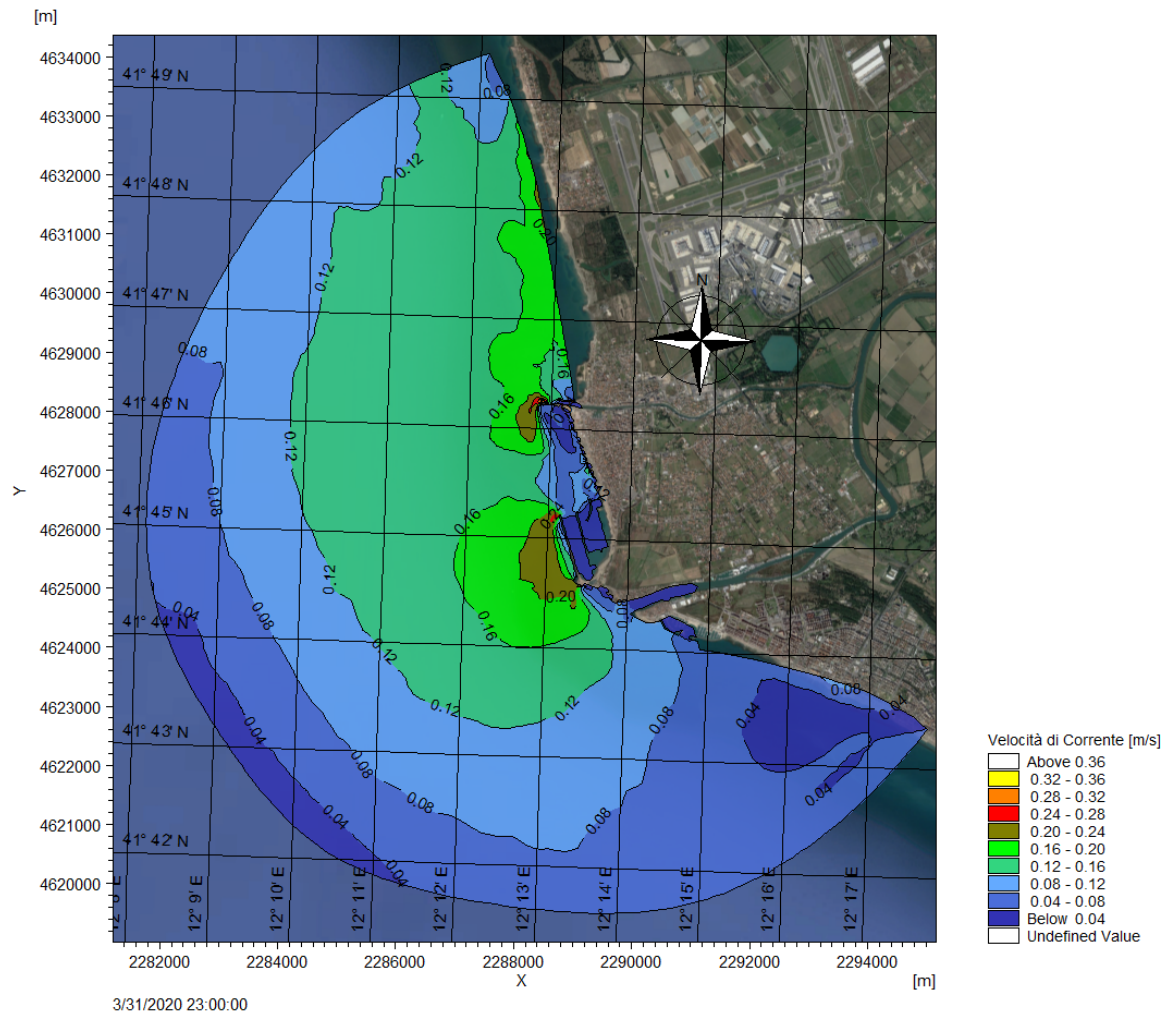 [m]
4634000
4633000
4632000
4631000
4630000
4629000
4628000
4627000
4626000
4625000
4624000
4623000
4622000
4621000
4620000
Y
41° 49' N
41° 48' N
41° 47' N
41° 46' N
41° 45' N
41° 44' N
41° 43' N
41° 42' N
0.12
0.08
0.12
0.20
0.12
0.08
0.16
0.16
0.12
0.08
0.16
0.12
0.20
0.08
0.04
0.08
0.16
0.12
0.12
0.12
0.08
0.08
0.04
0.04
0.04
0.08
0.04
0.08
0.08
0.04
0.04
N
12° 9' E
12° 10' E
12° 11' E
12° 12' E
12° 13' E
12° 14' E
12° 15' E
12° 16' E
12° 17' E
2282000
2284000
2286000
2288000
2290000
2292000
2294000
X
[m]
3/31/2020 23:00:00
Velocità di Corrente [m/s]
Above 0.36
0.32 - 0.36
0.28 - 0.32
0.24 - 0.28
0.20 - 0.24
0.16 - 0.20
0.12 - 0.16
0.08 - 0.12
0.04 - 0.08
Below 0.04
Undefined Value